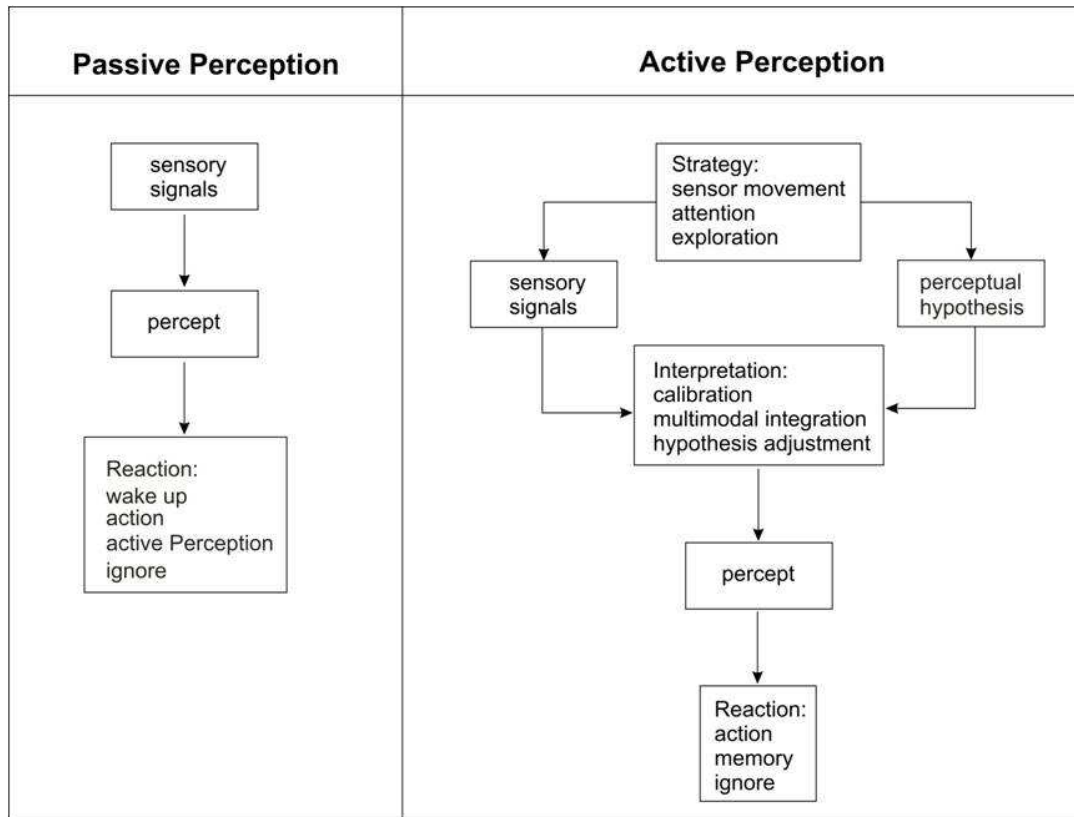 Passive Perception
sensory
signals
percept
Reaction:
wake up
action
active Perception
ignore
Active Perception
Strategy:
sensor movement
attention
exploration
sensory
signals
perceptual
hypothesis
Interpretation:
calibration
multimodal integration
hypothesis adjustment
percept
Reaction:
action
memory
ignore